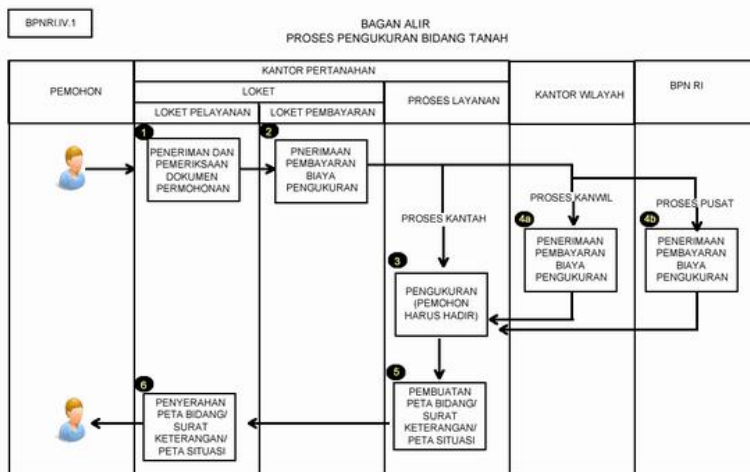 BPNRI.IV.1
BAGAN ALIR
PROSES PENGUKURAN BIDANG TANAH
PEMOHON
KANTOR PERTANAHAN
LOKET
LOKET PELAYANAN
LOKET PEMBAYARAN
PROSES LAYANAN
KANTOR WILAYAH
BPN RI
1
PENERIMAN DAN
PEMERIKSAAN
DOKUMEN
PERMOHONAN
2
PNERIMAAN
PEMBAYARAN
BIAYA
PENGUKURAN
PROSES KANTAH
PROSES KANWIL
PROSES PUSAT
3
PENGUKURAN
(PEMOHON
HARUS HADIR)
4a
PENERIMAAN
PEMBAYARAN
BIAYA
PENGUKURAN
4b
PENERIMAAN
PEMBAYARAN
BIAYA
PENGUKURAN
5
PEMBUATAN
PETA BIDANG/
SURAT
KETERANGAN/
PETA SITUASI
6
PENYERAHAN
PETA BIDANG/
SURAT
KETERANGAN/
PETA SITUASI